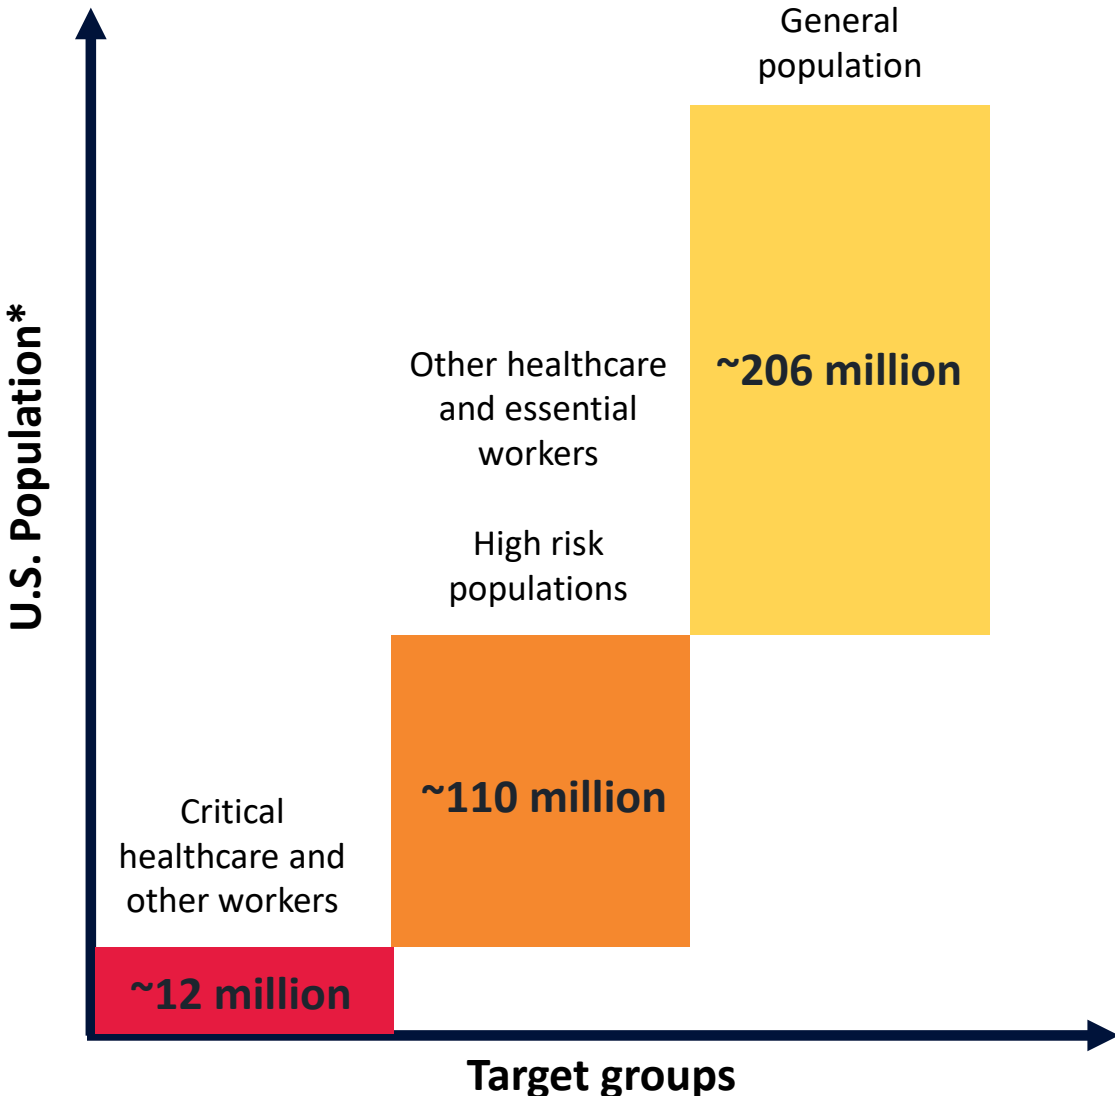 General
population
U.S. Population*
Other healthcare
and essential
workers
~206 million
High risk
populations
~110 million
Critical
healthcare and
other workers
~12 million
Target groups